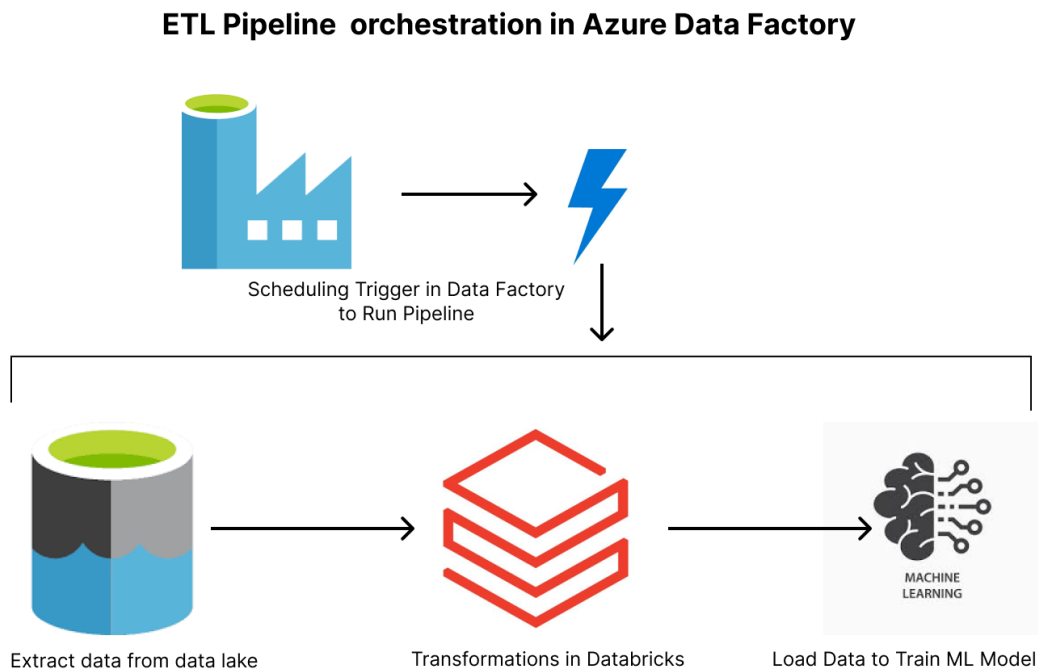 ETL Pipeline orchestration in Azure Data Factory
Scheduling Trigger in Data Factory
to Run Pipeline
MACHINE
LEARNING
Extract data from data lake
Transformations in Databricks
Load Data to Train ML Model